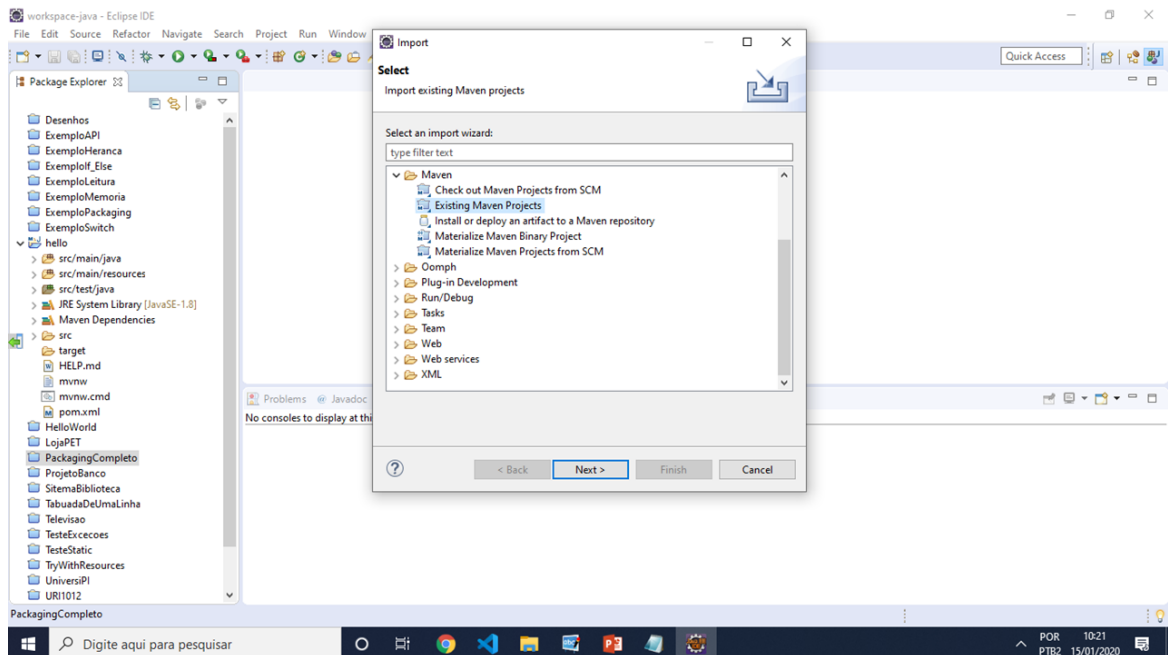 workspace-java - Eclipse IDE
File Edit Source Refactor Navigate Search Project Run Window
Quick Access
Package Explorer
Desenhos
ExemploAPI
ExemploHeranca
ExemploIf_Else
ExemploLeitura
ExemploMemoria
ExemploPackaging
ExemploSwitch
hello
src/main/java
src/main/resources
src/test/java
JRE System Library [JavaSE-1.8]
Maven Dependencies
src
target
HELP.md
mvnw
mvnw.cmd
pom.xml
HelloWorld
LojaPET
PackagingCompleto
ProjetoBanco
SitemaBiblioteca
TabuadaDeUmaLinha
Televisao
TesteExcecoes
TesteStatic
TryWithResources
UniversiPI
URI1012
Problems Javadoc
No consoles to display at thi
Import
Select
Import existing Maven projects
Select an import wizard:
type filter text
Maven
Check out Maven Projects from SCM
Existing Maven Projects
Install or deploy an artifact to a Maven repository
Materialize Maven Binary Project
Materialize Maven Projects from SCM
Oomph
Plug-in Development
Run/Debug
Tasks
Team
Web
Web services
XML
?
< Back Next > Finish Cancel
PackagingCompleto
Digite aqui para pesquisar
POR 10:21
PTB2 15/01/2020